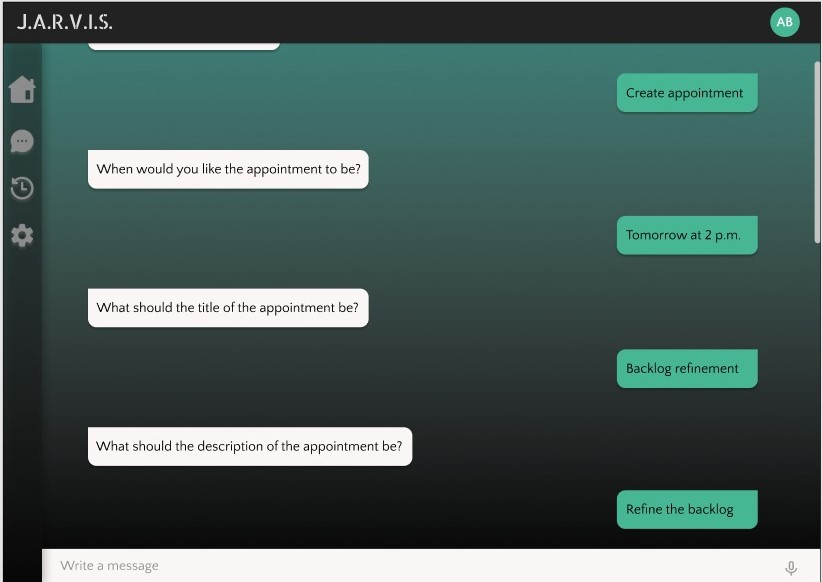 J.A.R.V.I.S.
AB
Create appointment
When would you like the appointment to be?
Tomorrow at 2 p.m.
What should the title of the appointment be?
Backlog refinement
What should the description of the appointment be?
Refine the backlog
Write a message